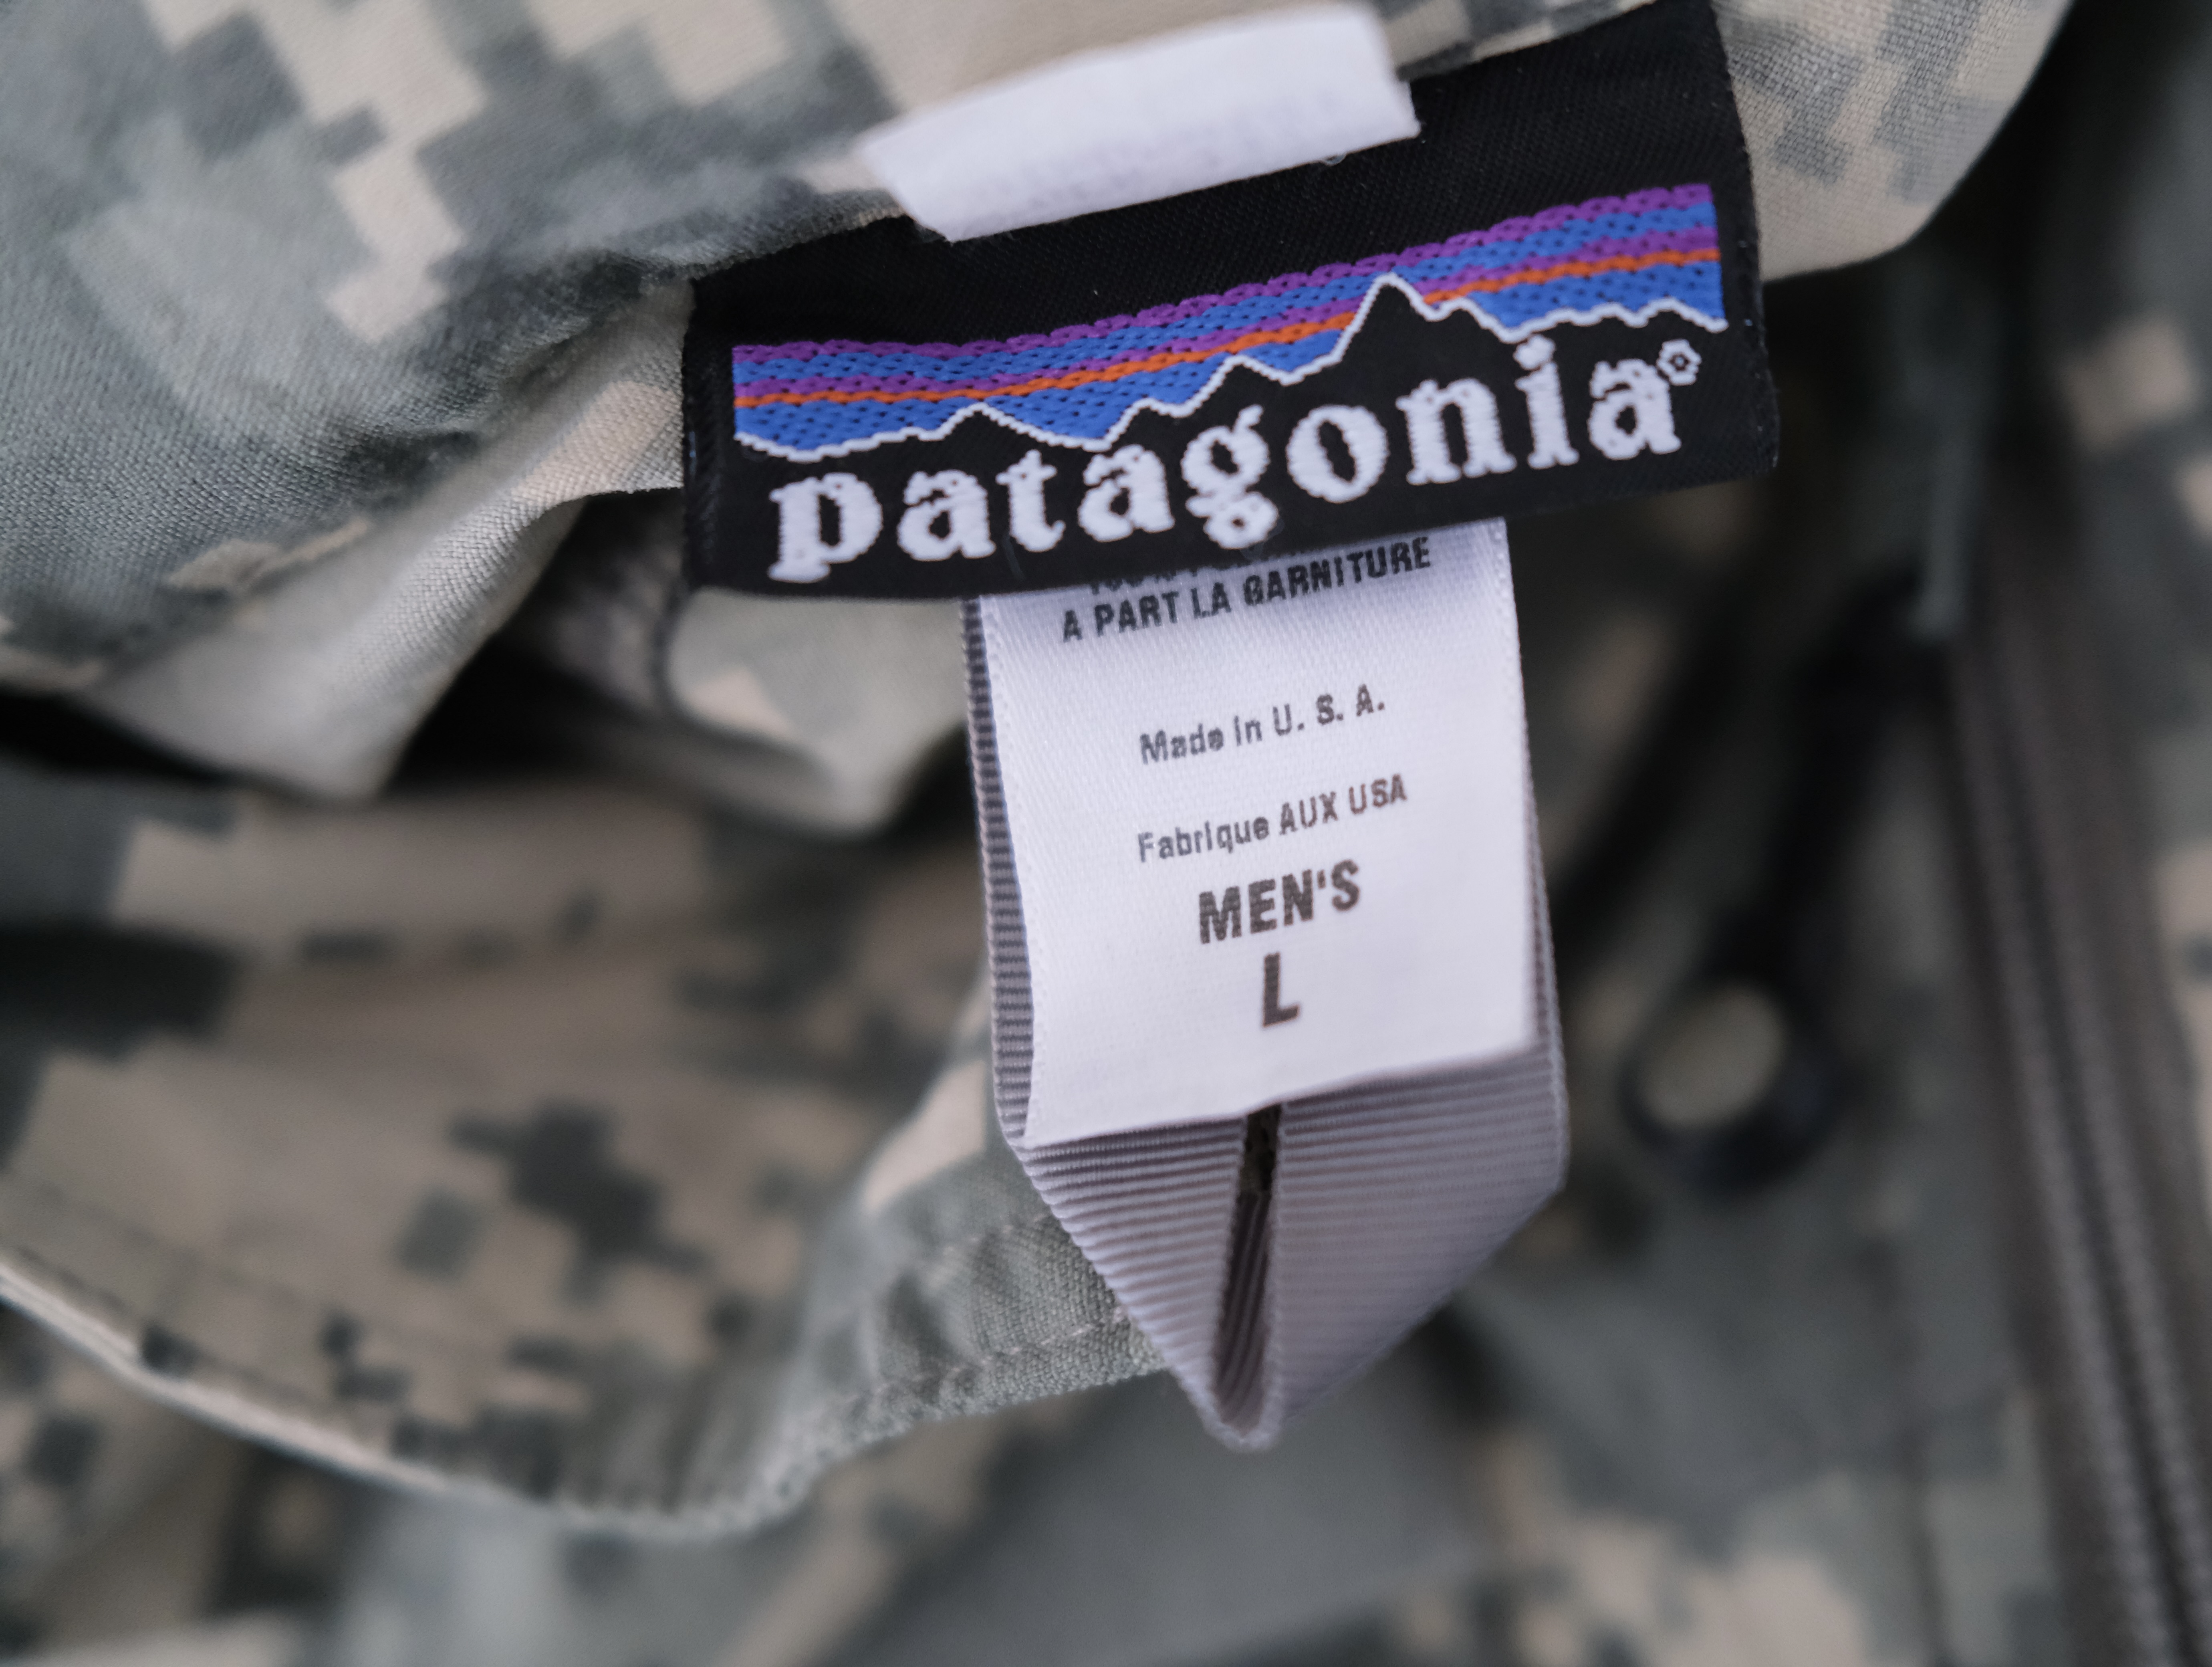 patagonia®
A PART LA GARNITURE
Made in U. S. A.
Fabrique AUX USA
MEN'S
L